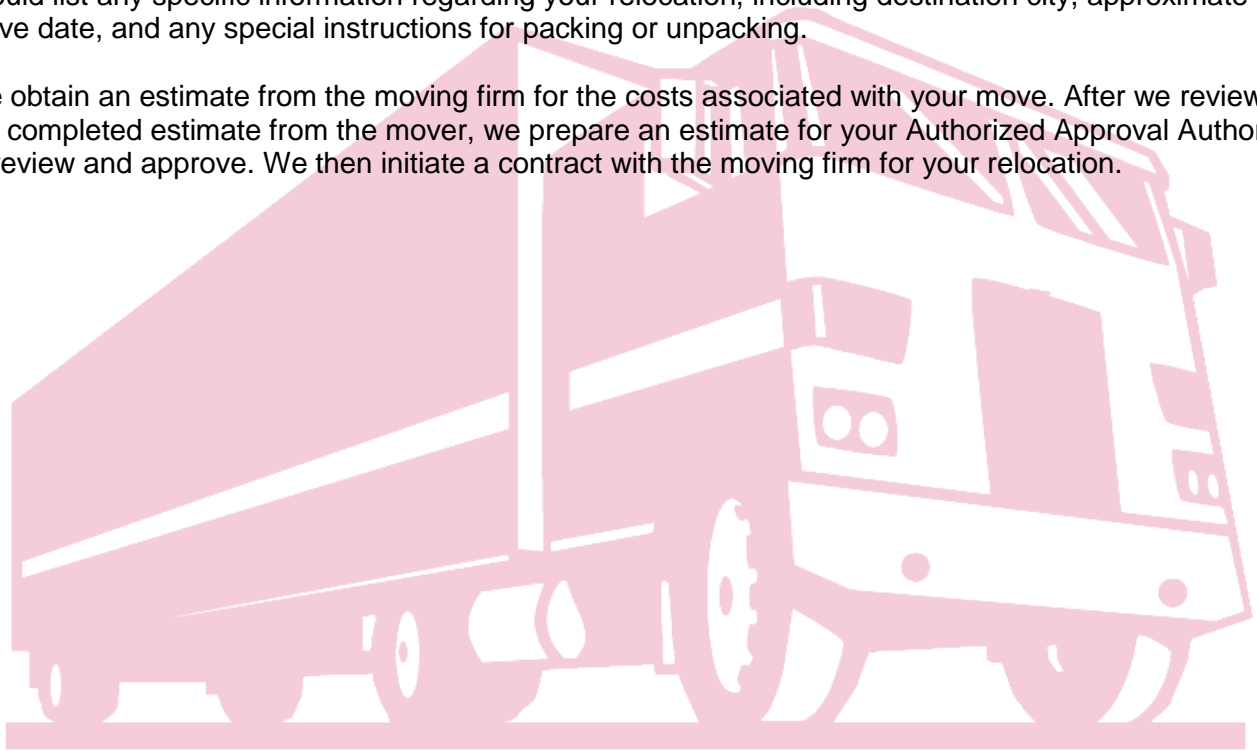 ould list any specific information regarding your relocation, including destination city, approximate
ve date, and any special instructions for packing or unpacking.
e obtain an estimate from the moving firm for the costs associated with your move. After we review
completed estimate from the mover, we prepare an estimate for your Authorized Approval Author
eview and approve. We then initiate a contract with the moving firm for your relocation.